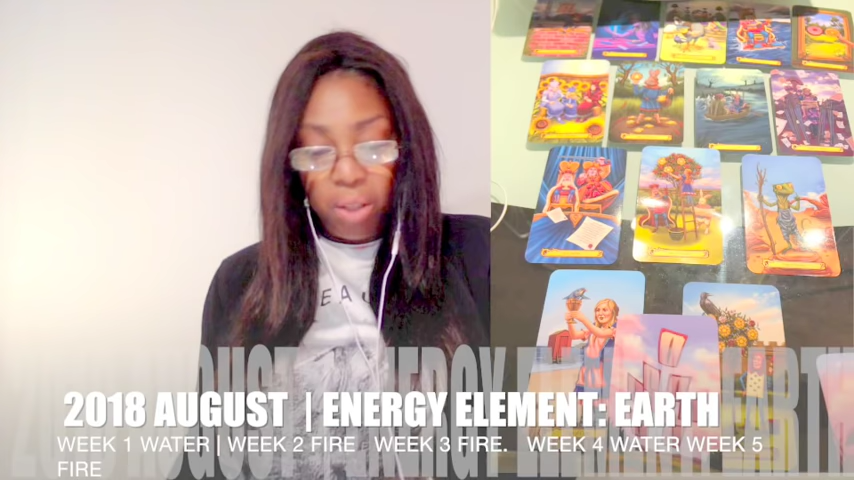 EAU
2018 AUGUST | ENERGY ELEMENT: EARTH
WEEK 1 WATER | WEEK 2 FIRE WEEK 3 FIRE. WEEK 4 WATER WEEK 5
FIRE